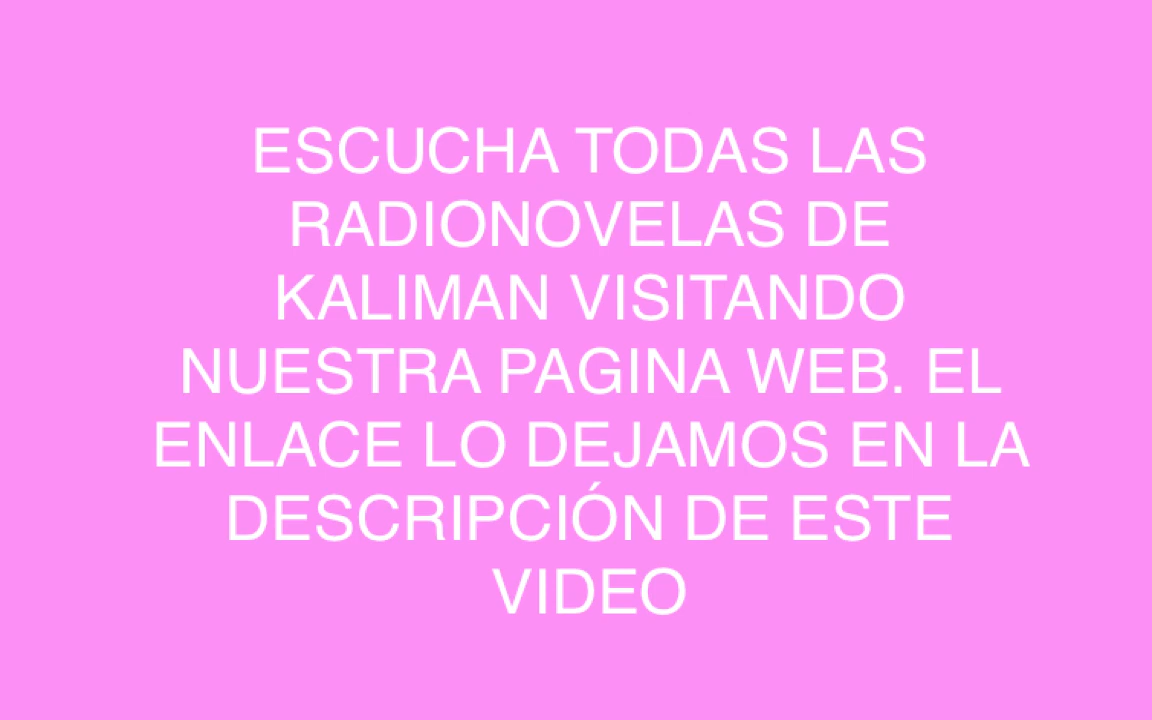 ESCUCHA TODAS LAS
RADIONOVELAS DE
KALIMAN VISITANDO
NUESTRA PAGINA WEB. EL
ENLACE LO DEJAMOS EN LA
DESCRIPCIÓN DE ESTE
VIDEO